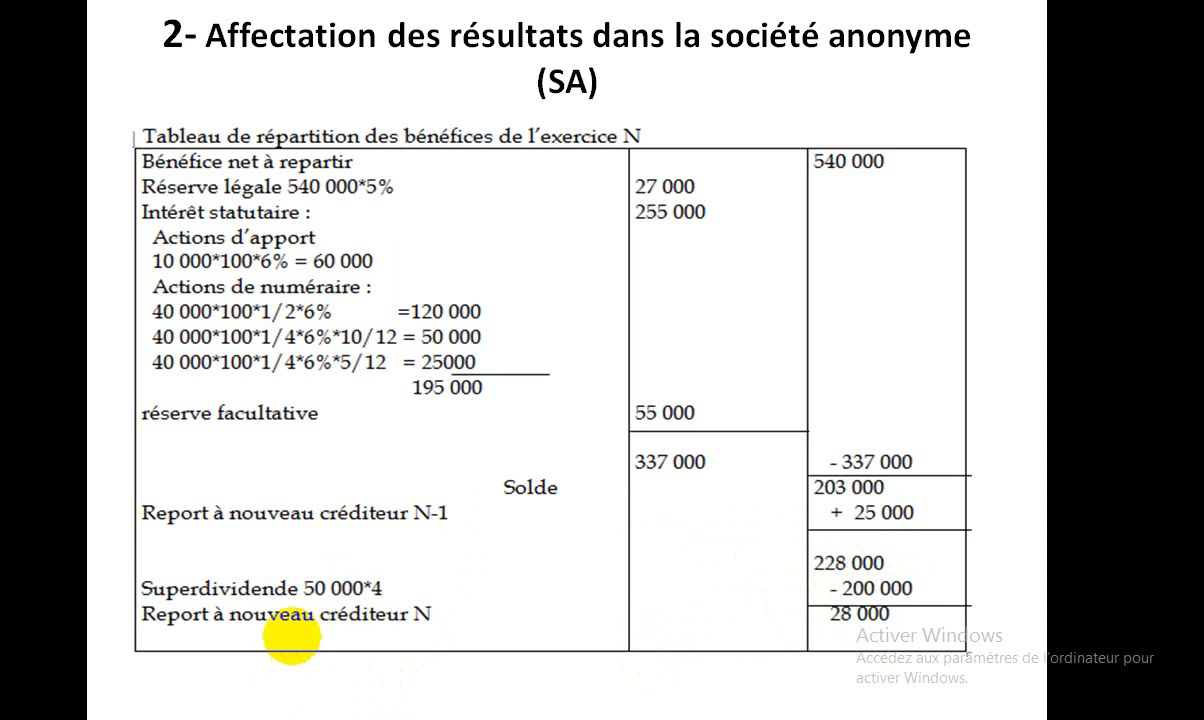 2- Affectation des résultats dans la société anonyme
(SA)
Tableau de répartition des bénéfices de l'exercice N
Bénéfice net à repartir 540 000
Réserve légale 540 000*5% 27 000
Intérêt statutaire : 255 000
Actions d'apport
10 000*100*6% = 60 000
Actions de numéraire :
40 000*100*1/2*6% =120 000
40 000*100*1/4*6%*10/12 = 50 000
40 000*100*1/4*6%*5/12 = 25000
195 000
réserve facultative 55 000
337 000 - 337 000
Solde 203 000
Report à nouveau créditeur N-1 + 25 000
228 000
Superdividende 50 000*4 - 200 000
Report à nouveau créditeur N 28 000
Activer Windows
Accédez aux paramètres de l'ordinateur pour
activer Windows.